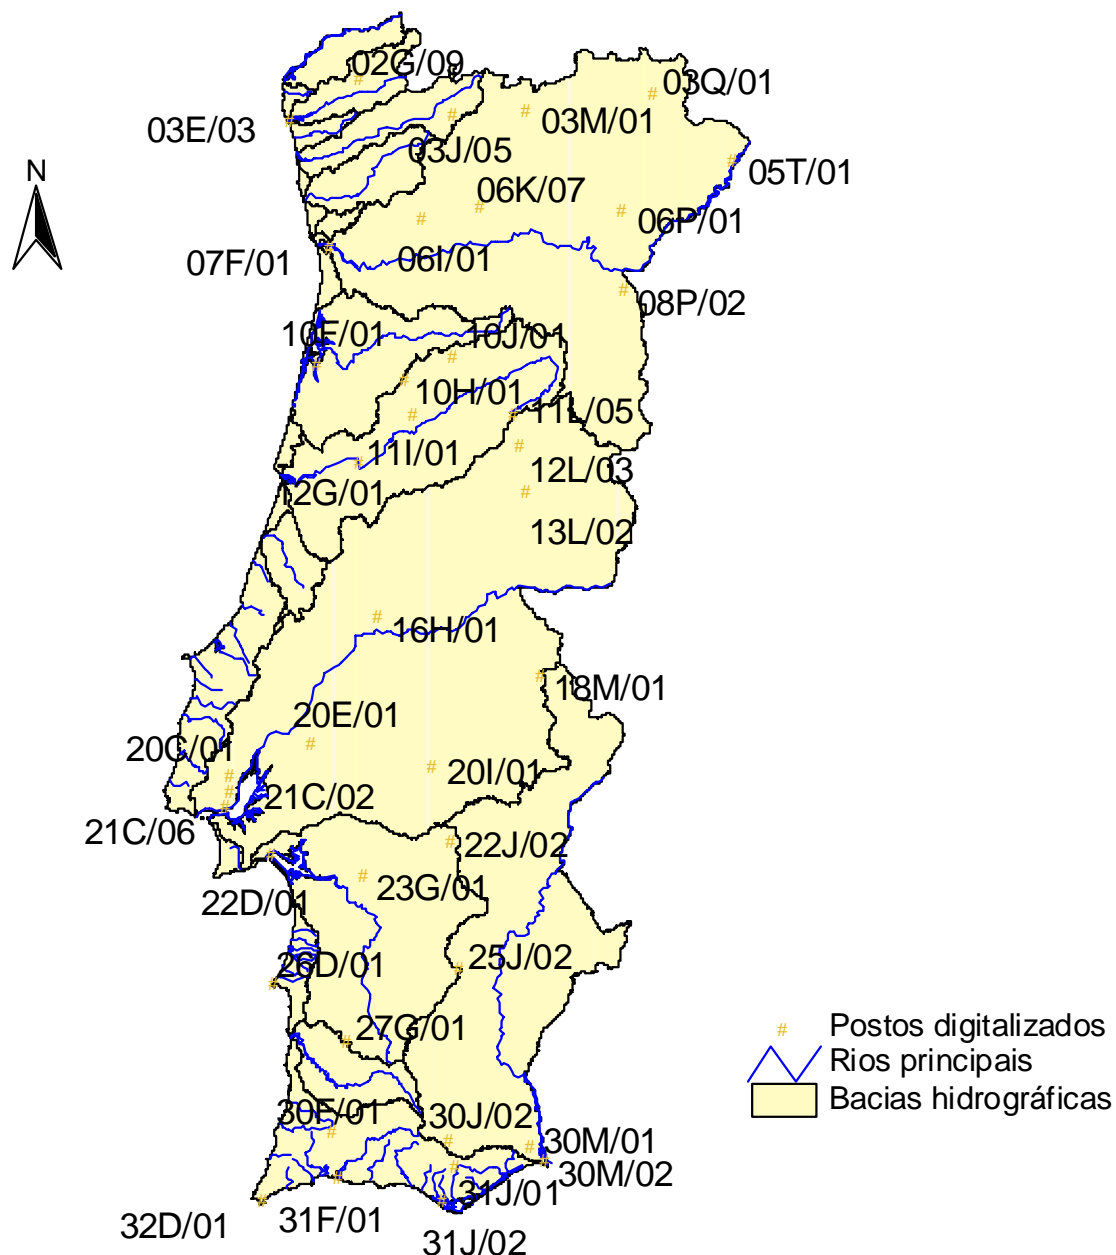 02G/09
03Q/01
03E/03
03M/01
03J/05
N
05T/01
06K/07
06P/01
07F/01
06I/01
08P/02
10F/01
10J/01
10H/01
11L/05
11I/01
12L/03
12G/01
13L/02
16H/01
18M/01
20E/01
20C/01
20I/01
21C/02
21C/06
22J/02
23G/01
22D/01
25J/02
26D/01
27G/01
Postos digitalizados
Rios principais
Bacias hidrográficas
30F/01
30J/02
30M/01
30M/02
31J/01
32D/01
31F/01
31J/02